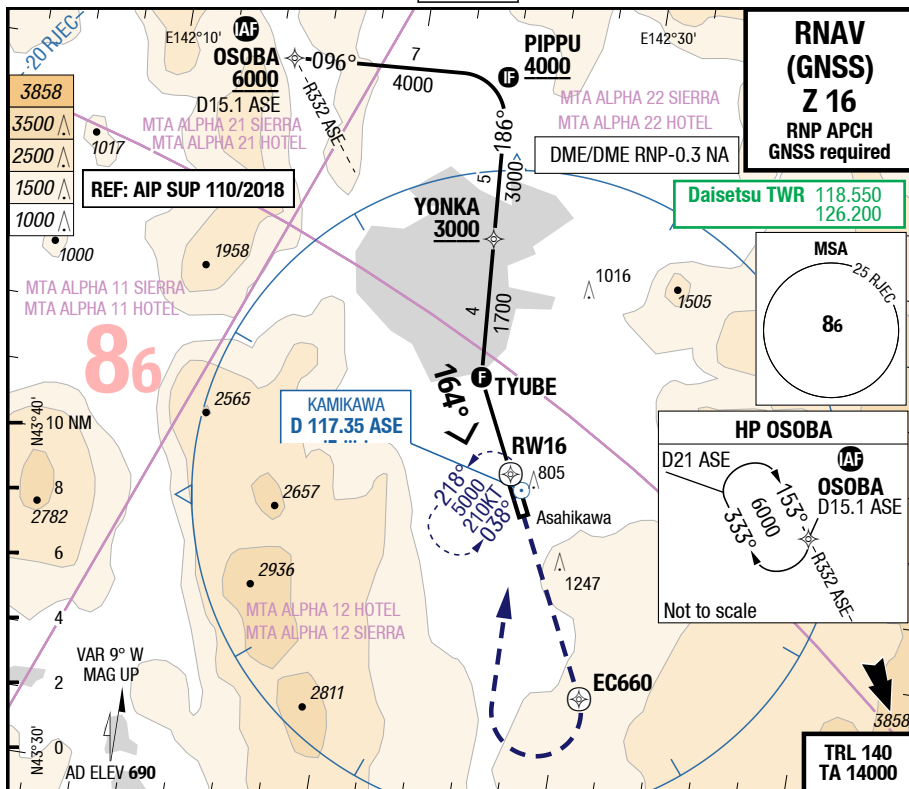 20 RJEC
E142°10'
IAF
OSOBA
6000
D15.1 ASE
096°
7
4000
R332 ASE
PIPPU
4000
IF
E142°30'
RNAV
(GNSS)
Z 16
RNP APCH
GNSS required
3858
3500
2500
1500
1000
1017
MTA ALPHA 21 SIERRA
MTA ALPHA 21 HOTEL
MTA ALPHA 22 SIERRA
MTA ALPHA 22 HOTEL
REF: AIP SUP 110/2018
186°
5
3000>
DME/DME RNP-0.3 NA
Daisetsu TWR 118.550
126.200
YONKA
3000
1000
1958
1016
1505
MTA ALPHA 11 SIERRA
MTA ALPHA 11 HOTEL
86
4
1700
MSA
25 RJEC
86
F TYUBE
164°
2565
KAMIKAWA
D 117.35 ASE
N43°40'
10 NM
RW16
805
218°
5000
210KT
038°
Asahikawa
HP OSOBA
D21 ASE
IAF
OSOBA
D15.1 ASE
153°
6000
333°
R332 ASE
Not to scale
8
2782
2657
6
2936
1247
4
MTA ALPHA 12 HOTEL
MTA ALPHA 12 SIERRA
VAR 9° W
MAG UP
2
2811
EC660
3858
N43°30'
0
AD ELEV 690
TRL 140
TA 14000